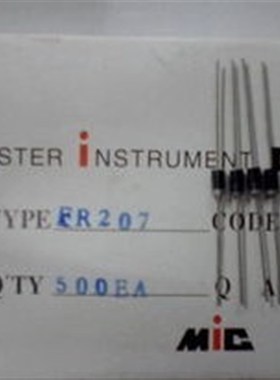 STER iNSTRUMENT
TYPE FR207 CODE
Q'TY 500EA Q A
MiC